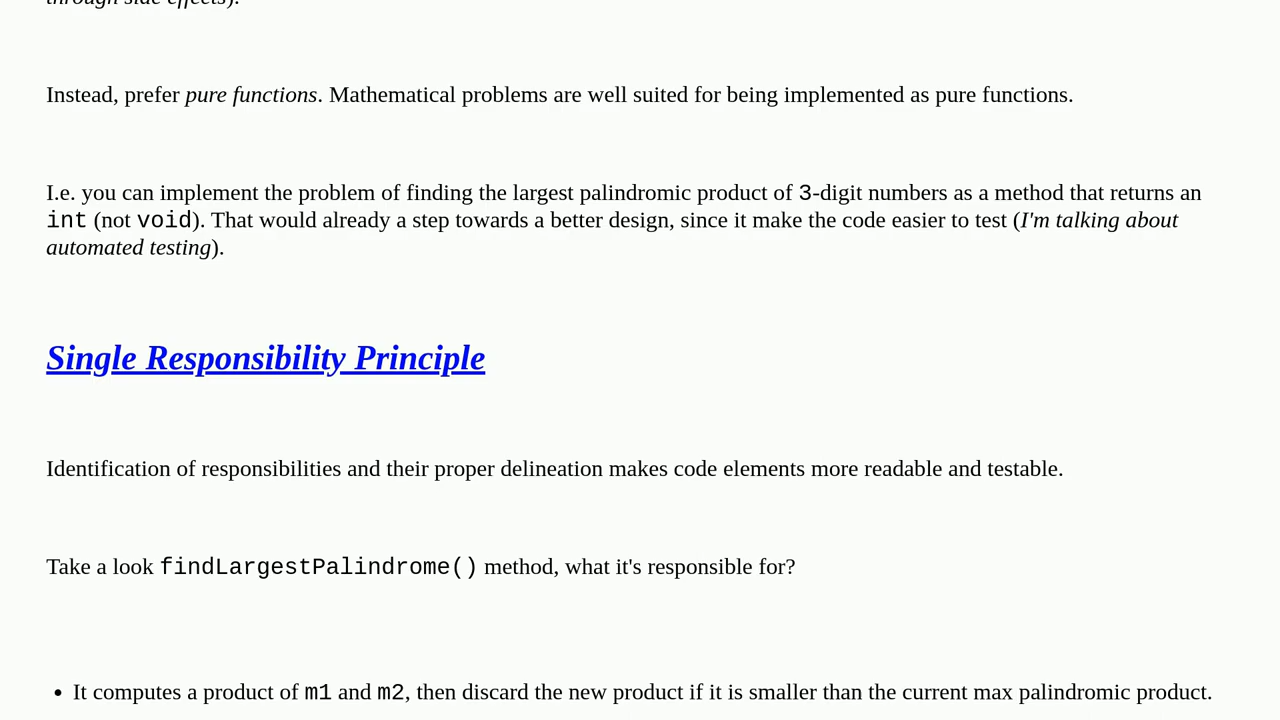 through side effects).
Instead, prefer pure functions. Mathematical problems are well suited for being implemented as pure functions.
I.e. you can implement the problem of finding the largest palindromic product of 3-digit numbers as a method that returns an
int (not void). That would already a step towards a better design, since it make the code easier to test (I'm talking about
automated testing).
Single Responsibility Principle
Identification of responsibilities and their proper delineation makes code elements more readable and testable.
Take a look findLargestPalindrome() method, what it's responsible for?
• It computes a product of m1 and m2, then discard the new product if it is smaller than the current max palindromic product.